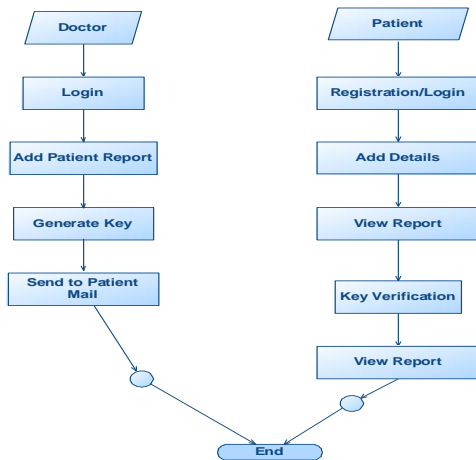 Doctor
Login
Add Patient Report
Generate Key
Send to Patient
Mail
Patient
Registration/Login
Add Details
View Report
Key Verification
View Report
End